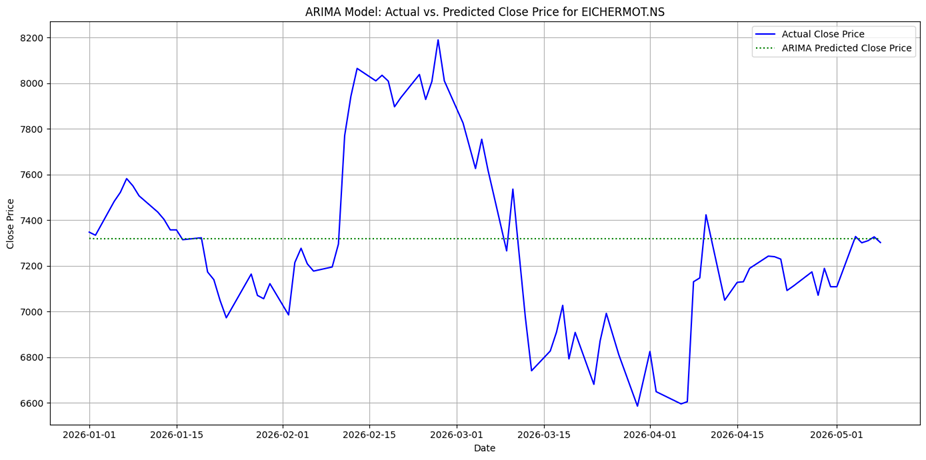 ARIMA Model: Actual vs. Predicted Close Price for EICHERMOT.NS
Actual Close Price
ARIMA Predicted Close Price
Close Price
8200
8000
7800
7600
7400
7200
7000
6800
6600
2026-01-01 2026-01-15 2026-02-01 2026-02-15 2026-03-01 2026-03-15 2026-04-01 2026-04-15 2026-05-01
Date